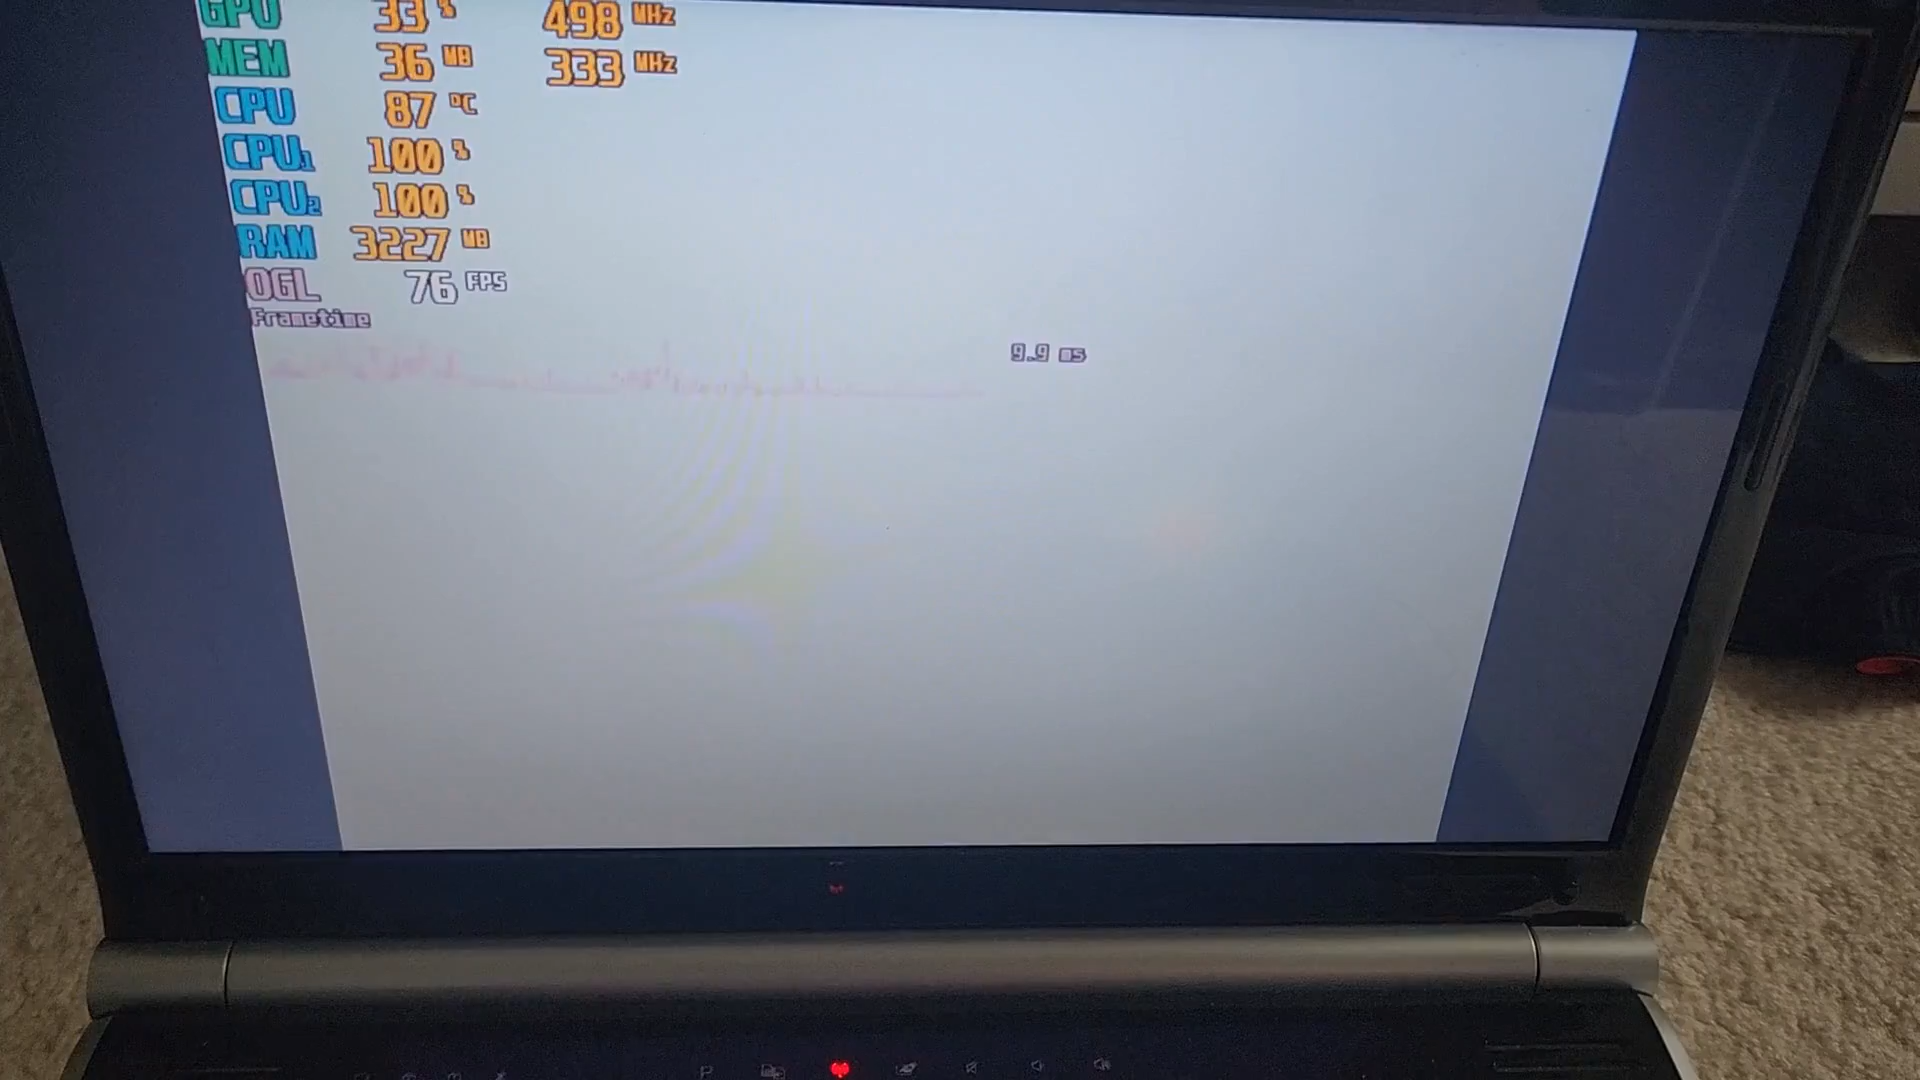 GPU 33 % 498 MHz
MEM 36 MB 333 MHz
CPU 87 °C
CPU1 100 %
CPU2 100 %
RAM 3227 MB
OGL 76 FPS
Frametime
9.9 ms
P